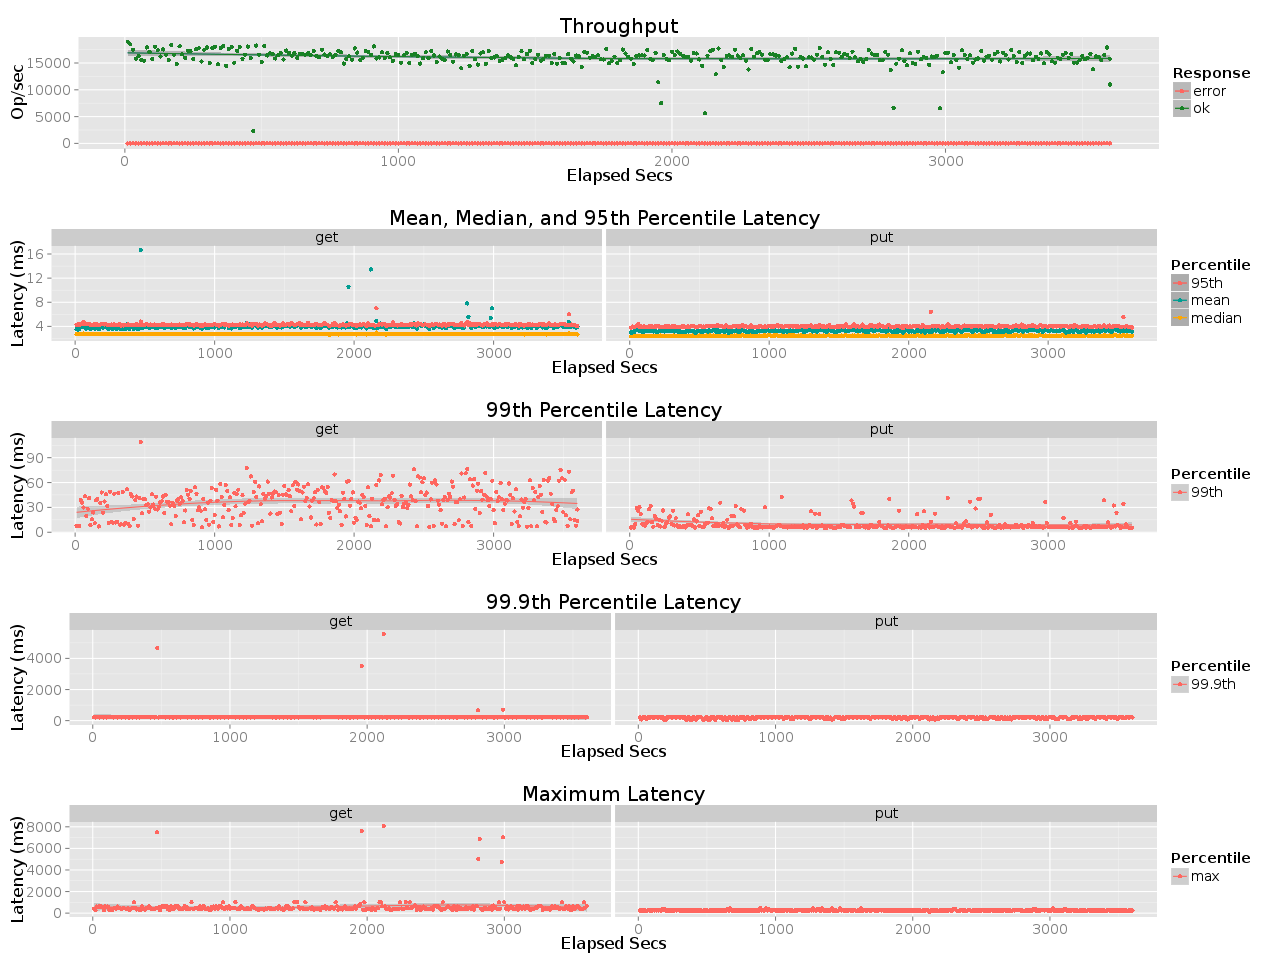 Throughput
Op/sec
15000
10000
5000
0
0 1000 2000 3000
Elapsed Secs
Response
error
ok
Mean, Median, and 95th Percentile Latency
get put
Latency (ms)
16
12
8
4
0 1000 2000 3000 0 1000 2000 3000
Elapsed Secs
Percentile
95th
mean
median
99th Percentile Latency
get put
Latency (ms)
90
60
30
0
0 1000 2000 3000 0 1000 2000 3000
Elapsed Secs
Percentile
99th
99.9th Percentile Latency
get put
Latency (ms)
4000
2000
0
0 1000 2000 3000 0 1000 2000 3000
Elapsed Secs
Percentile
99.9th
Maximum Latency
get put
Latency (ms)
8000
6000
4000
2000
0
0 1000 2000 3000 0 1000 2000 3000
Elapsed Secs
Percentile
max